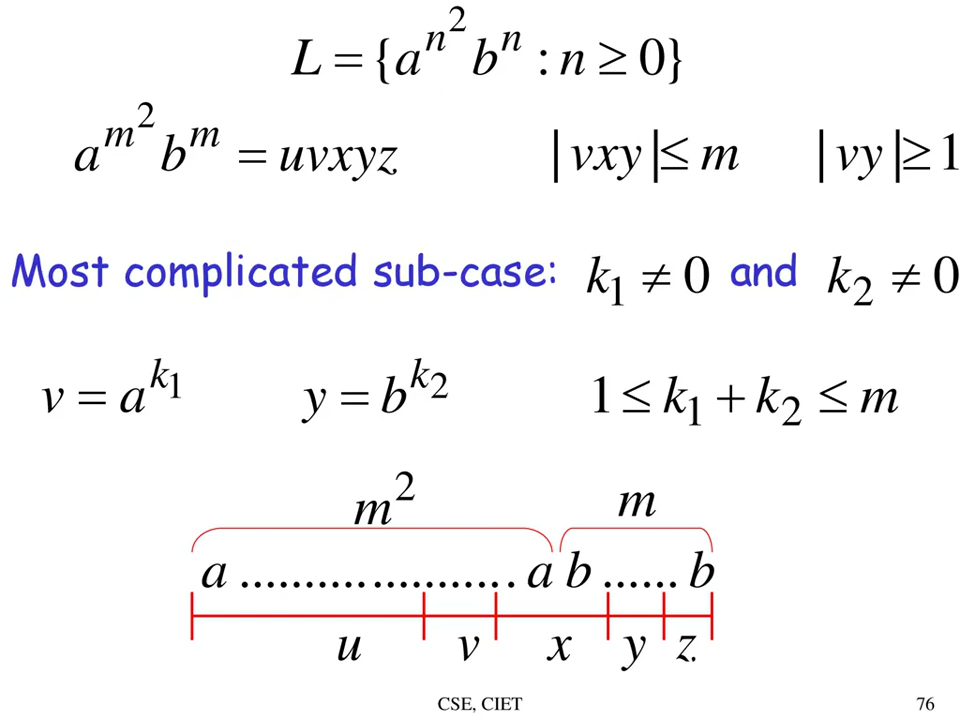 L = {a^{n^2} b^n : n ≥ 0}
a^{m^2} b^m = uvxyz | vxy |≤ m | vy |≥ 1
Most complicated sub-case: k_1 ≠ 0 and k_2 ≠ 0
v = a^{k_1} y = b^{k_2} 1 ≤ k_1 + k_2 ≤ m
m^2 m
a ...................... a b ...... b
u v x y z.
CSE, CIET 76